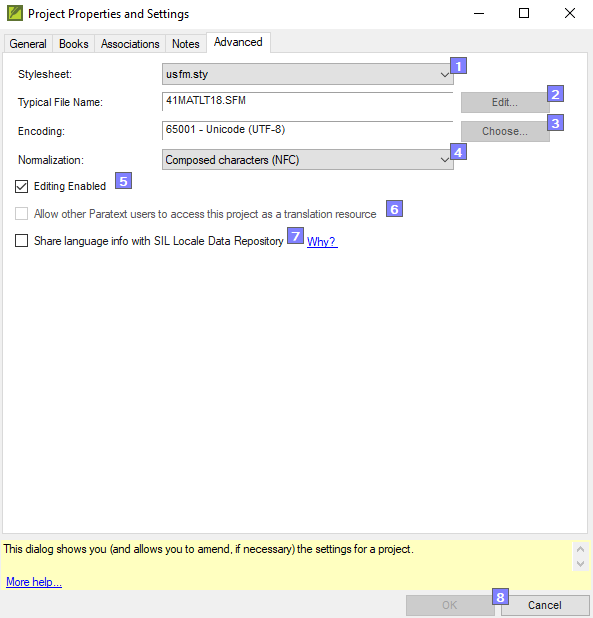 Project Properties and Settings
General Books Associations Notes Advanced
Stylesheet: usfm.sty 1
Typical File Name: 41MATLT18.SFM Edit... 2
Encoding: 65001 - Unicode (UTF-8) Choose... 3
Normalization: Composed characters (NFC) 4
Editing Enabled 5
Allow other Paratext users to access this project as a translation resource 6
Share language info with SIL Locale Data Repository 7 Why?
This dialog shows you (and allows you to amend, if necessary) the settings for a project.
More help...
OK 8 Cancel